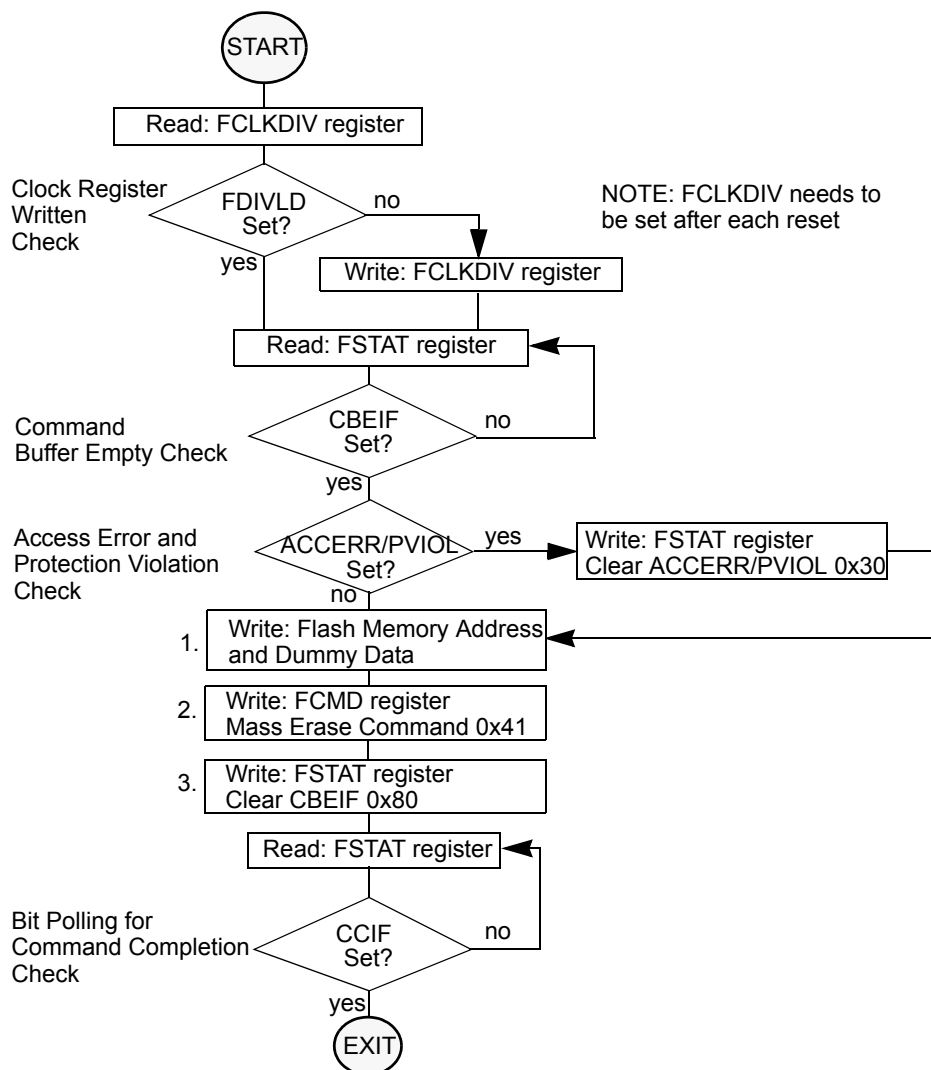 START
Read: FCLKDIV register
Clock Register
Written
Check
FDIVLD
Set?
no
yes
NOTE: FCLKDIV needs to
be set after each reset
Write: FCLKDIV register
Read: FSTAT register
Command
Buffer Empty Check
CBEIF
Set?
no
yes
Access Error and
Protection Violation
Check
ACCERR/PVIOL
Set?
yes
no
Write: FSTAT register
Clear ACCERR/PVIOL 0x30
1.
Write: Flash Memory Address
and Dummy Data
2.
Write: FCMD register
Mass Erase Command 0x41
3.
Write: FSTAT register
Clear CBEIF 0x80
Read: FSTAT register
Bit Polling for
Command Completion
Check
CCIF
Set?
no
yes
EXIT